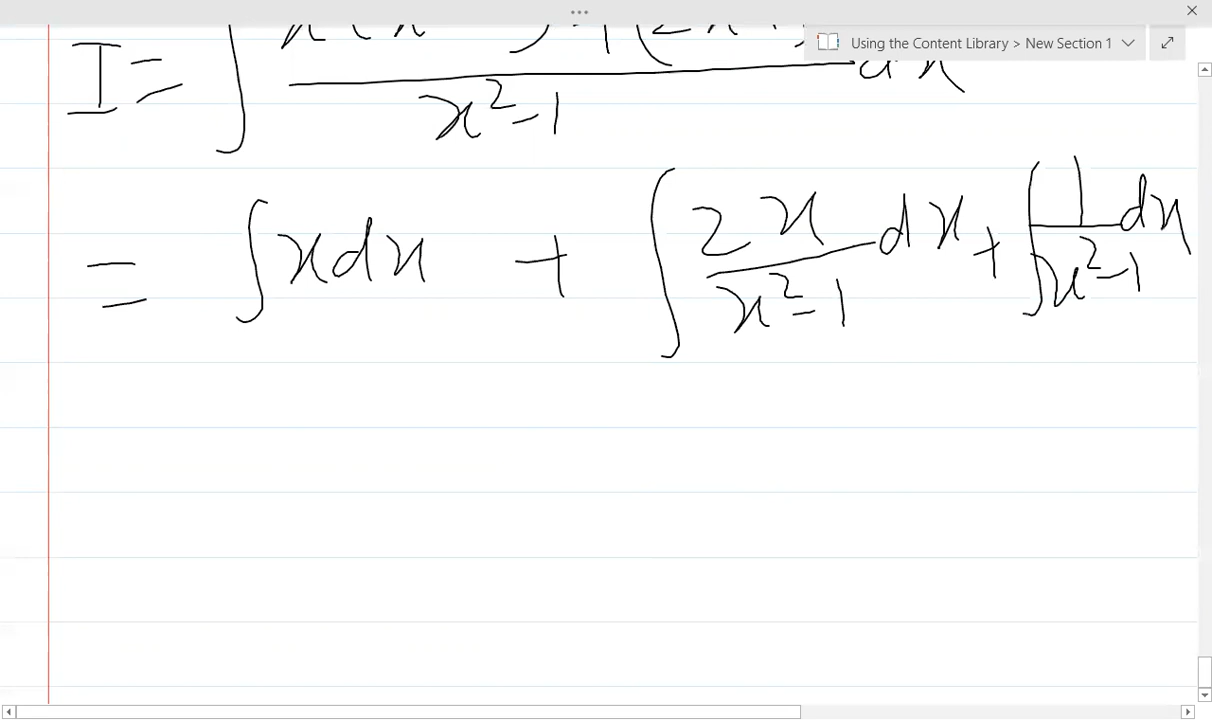 Using the Content Library > New Section 1
I = ∫ dx
x² - 1
= ∫ x dx + ∫ 2x / x² - 1 dx + ∫ 1 / x² - 1 dx